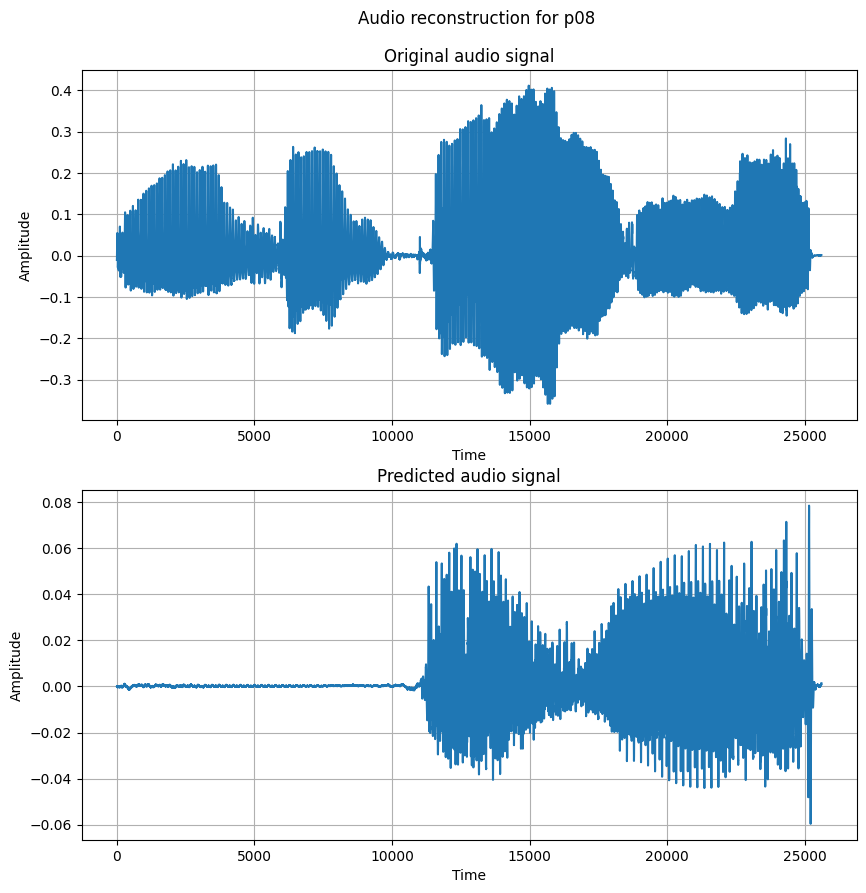 Audio reconstruction for p08
Original audio signal
0.4
0.3
0.2
0.1
0.0
−0.1
−0.2
−0.3
Amplitude
0 5000 10000 15000 20000 25000
Time
Predicted audio signal
0.08
0.06
0.04
0.02
0.00
−0.02
−0.04
−0.06
Amplitude
0 5000 10000 15000 20000 25000
Time